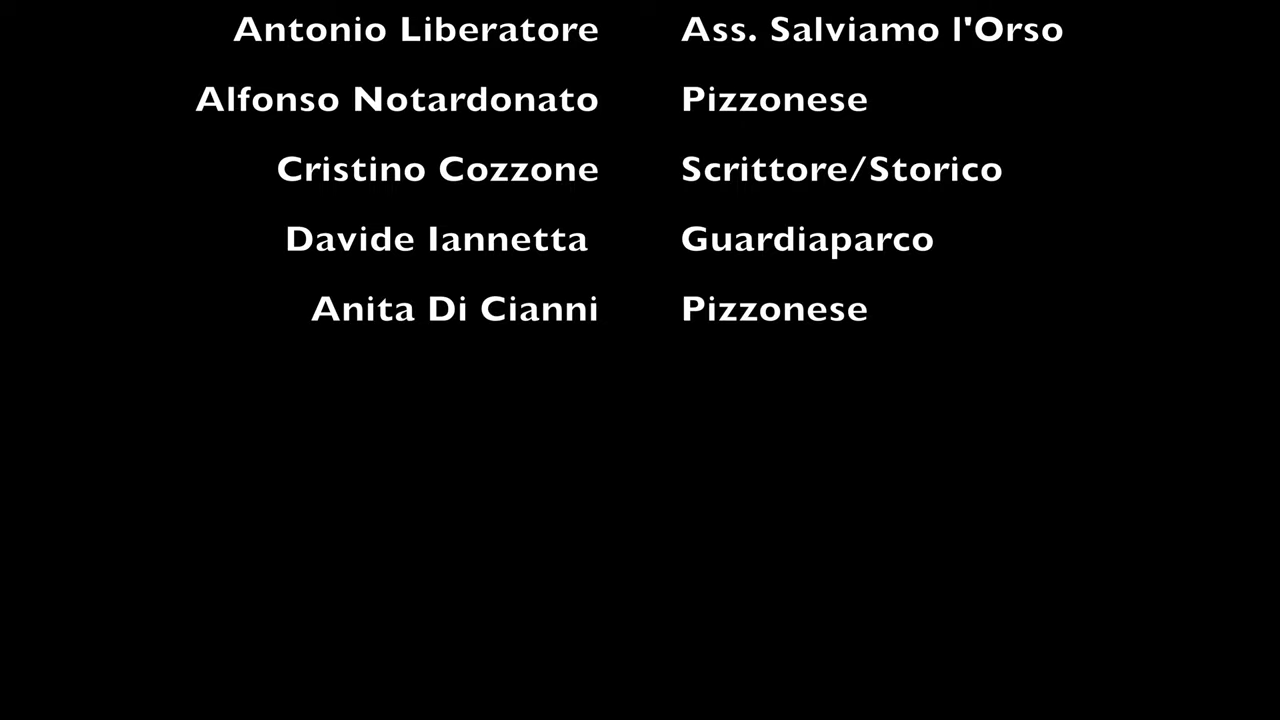 Antonio Liberatore Ass. Salviamo l'Orso
Alfonso Notardonato Pizzonese
Cristino Cozzone Scrittore/Storico
Davide Iannetta Guardiaparco
Anita Di Cianni Pizzonese